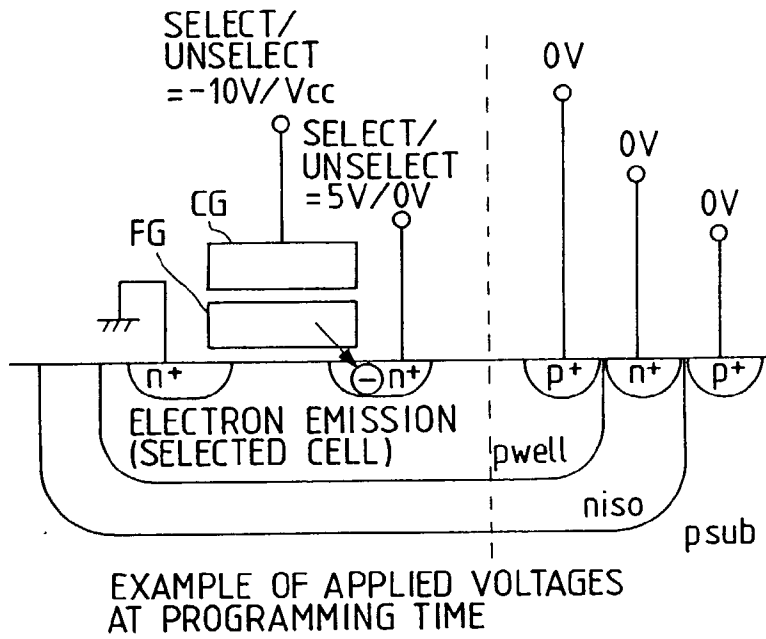 SELECT/
UNSELECT
=-10V/Vcc
SELECT/
UNSELECT
=5V/0V
0V
0V
0V
CG
FG
n+
− n+
p+
n+
p+
ELECTRON EMISSION
(SELECTED CELL)
pwell
niso
psub
EXAMPLE OF APPLIED VOLTAGES
AT PROGRAMMING TIME